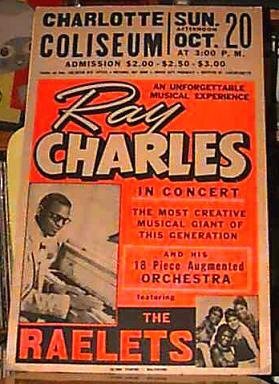 CHARLOTTE
COLISEUM
SUN.
AFTERNOON
OCT. 20
AT 3:00 P. M.
ADMISSION $2.00 - $2.50 - $3.00
AN UNFORGETTABLE
MUSICAL EXPERIENCE
Ray
CHARLES
IN CONCERT
THE MOST CREATIVE
MUSICAL GIANT OF
THIS GENERATION
AND HIS
18 Piece Augmented
ORCHESTRA
featuring
THE
RAELETS